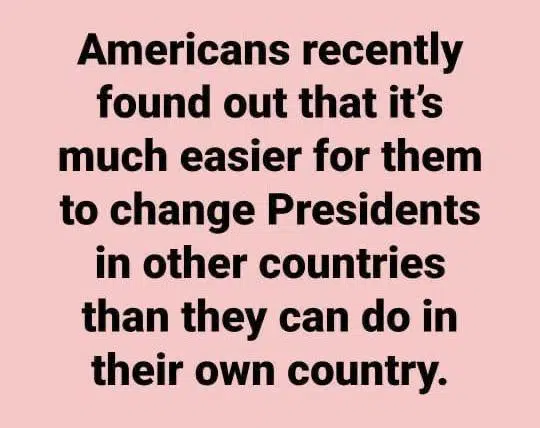 Americans recently
found out that it’s
much easier for them
to change Presidents
in other countries
than they can do in
their own country.